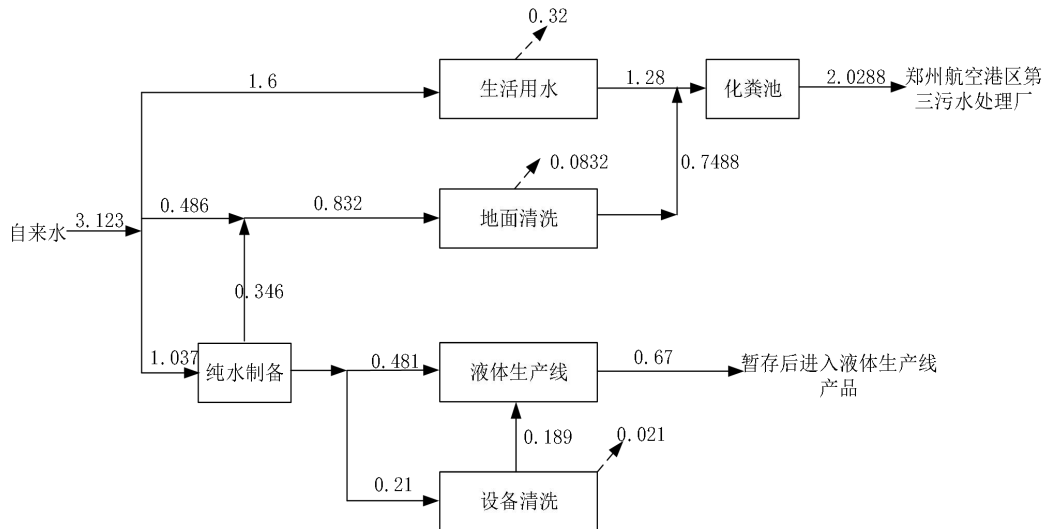 0.32
1.6
生活用水
1.28
化粪池
2.0288
郑州航空港区第
三污水处理厂
0.0832
0.7488
自来水
3.123
0.486
0.832
地面清洗
0.346
1.037
纯水制备
0.481
液体生产线
0.67
暂存后进入液体生产线
产品
0.189
0.021
0.21
设备清洗